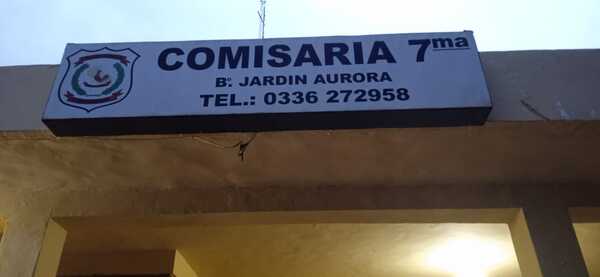 COMISARIA 7ma
Bº. JARDIN AURORA
TEL.: 0336 272958